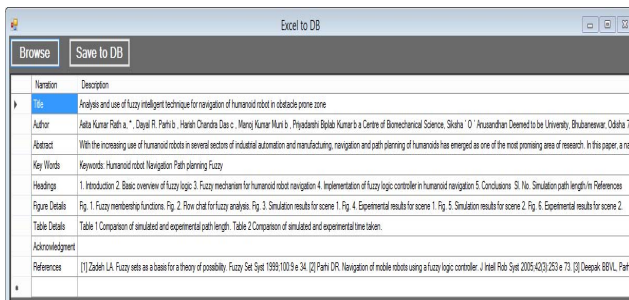 Excel to DB
Browse Save to DB
Narration Description
Title Analysis and use of fuzzy intelligent technique for navigation of humanoid robot in obstacle prone zone
Author Asita Kumar Rath a, * , Dayal R. Parhi b , Harish Chandra Das c , Manoj Kumar Muni b , Priyadarshi Biplab Kumar b a Centre of Biomechanical Science, Siksha ' O ' Anusandhan Deemed to be University, Bhubaneswar, Odisha 7
Abstract With the increasing use of humanoid robots in several sectors of industrial automation and manufacturing, navigation and path planning of humanoids has emerged as one of the most promising area of research. In this paper, a na
Key Words Keywords: Humanoid robot Navigation Path planning Fuzzy
Headings 1. Introduction 2. Basic overview of fuzzy logic 3. Fuzzy mechanism for humanoid robot navigation 4. Implementation of fuzzy logic controller in humanoid navigation 5. Conclusions Sl. No. Simulation path length/m References
Figure Details Fig. 1. Fuzzy membership functions. Fig. 2. Flow chat for fuzzy analysis. Fig. 3. Simulation results for scene 1. Fig. 4. Experimental results for scene 1. Fig. 5. Simulation results for scene 2. Fig. 6. Experimental results for scene 2.
Table Details Table 1 Comparison of simulated and experimental path length. Table 2 Comparison of simulated and experimental time taken.
Acknowledgment
References [1] Zadeh LA. Fuzzy sets as a basis for a theory of possibility. Fuzzy Set Syst 1999;100:9 e 34. [2] Parhi DR. Navigation of mobile robots using a fuzzy logic controller. J Intell Rob Syst 2005;42(3):253 e 73. [3] Deepak BBVL, Parh